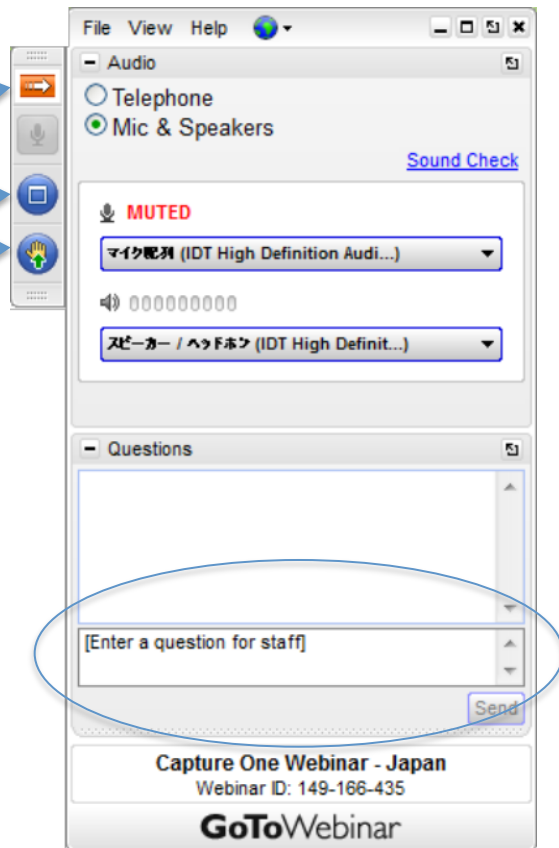 File View Help
Audio
Telephone
Mic & Speakers
Sound Check
MUTED
マイク配列 (IDT High Definition Audi...)
スピーカー / ヘッドホン (IDT High Definit...)
Questions
[Enter a question for staff]
Send
Capture One Webinar - Japan
Webinar ID: 149-166-435
GoToWebinar